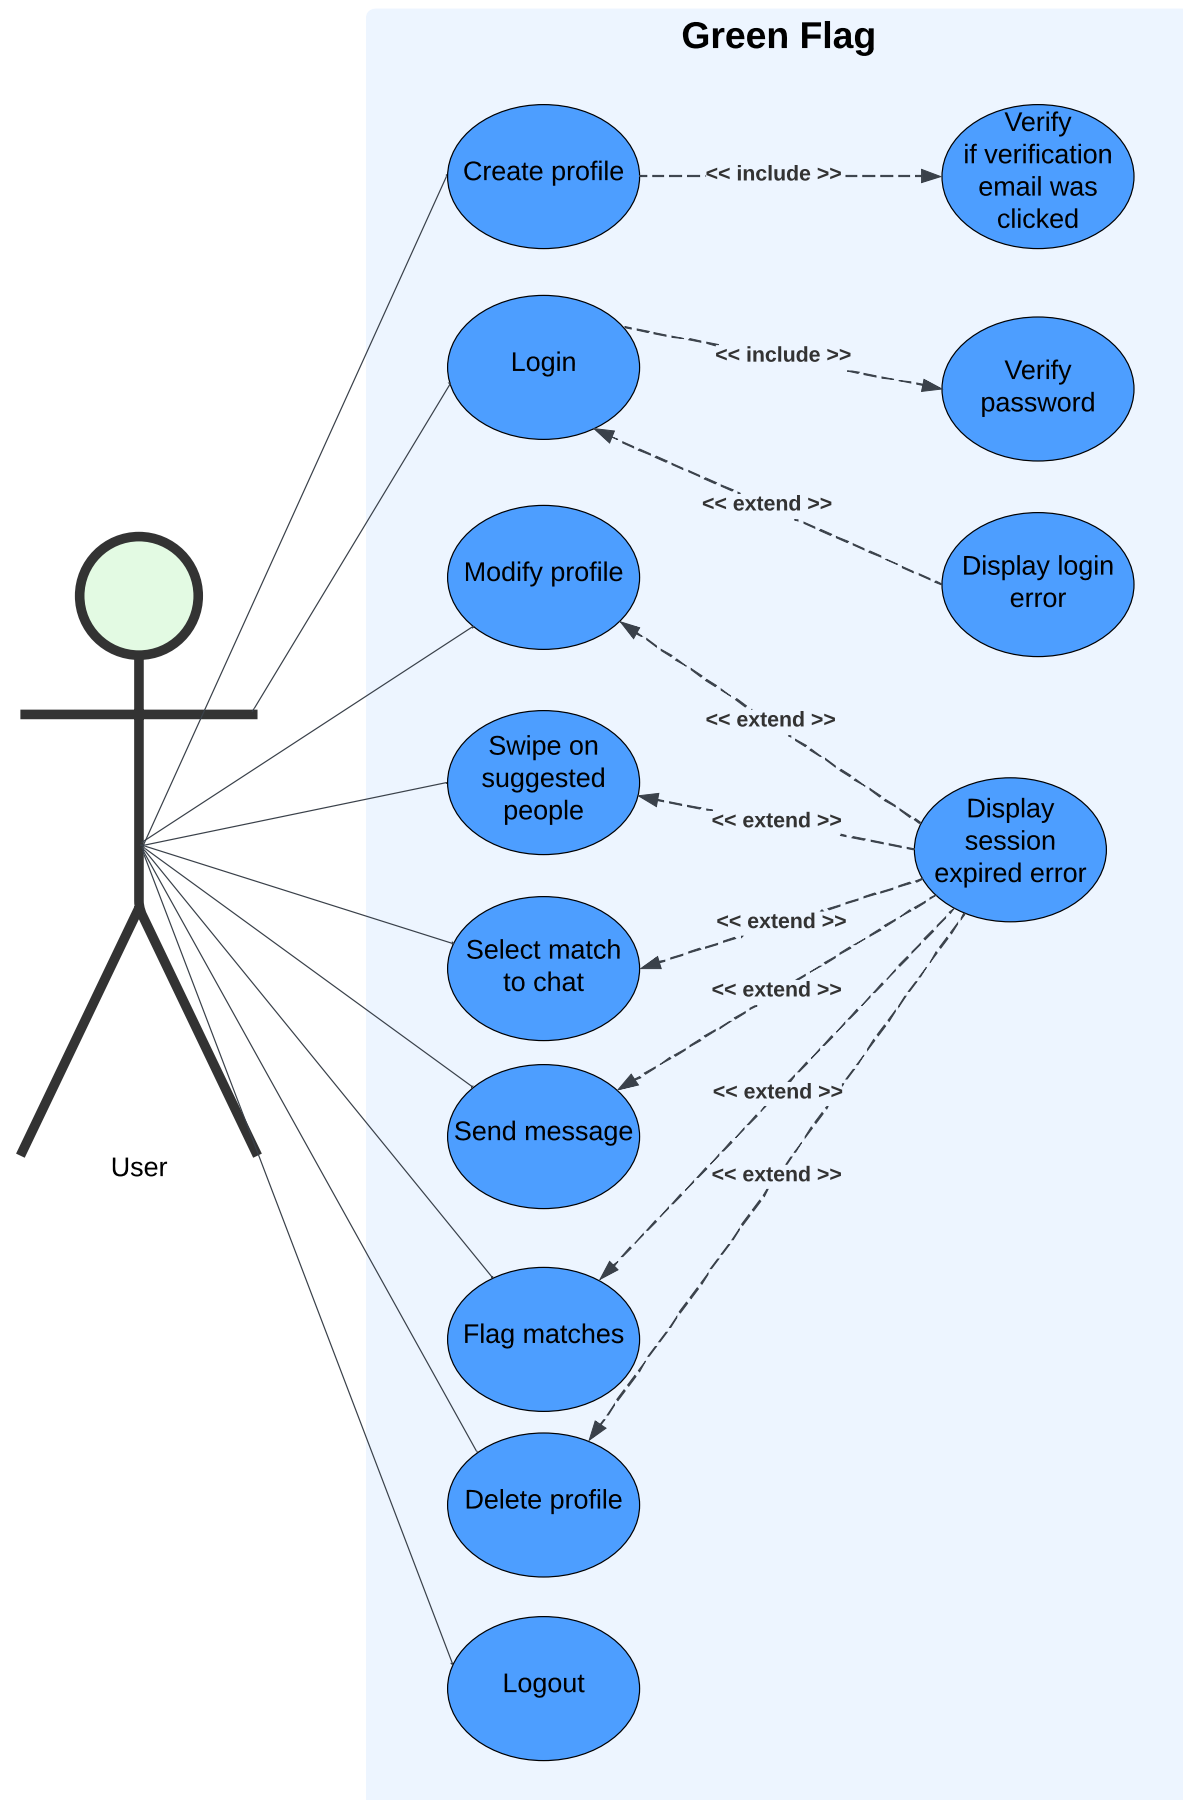 Green Flag
Create profile
<< include >>
Verify
if verification
email was
clicked
Login
<< include >>
Verify
password
<< extend >>
Display login
error
Modify profile
<< extend >>
Swipe on
suggested
people
<< extend >>
Display
session
expired error
<< extend >>
Select match
to chat
<< extend >>
Send message
<< extend >>
<< extend >>
User
Flag matches
Delete profile
Logout